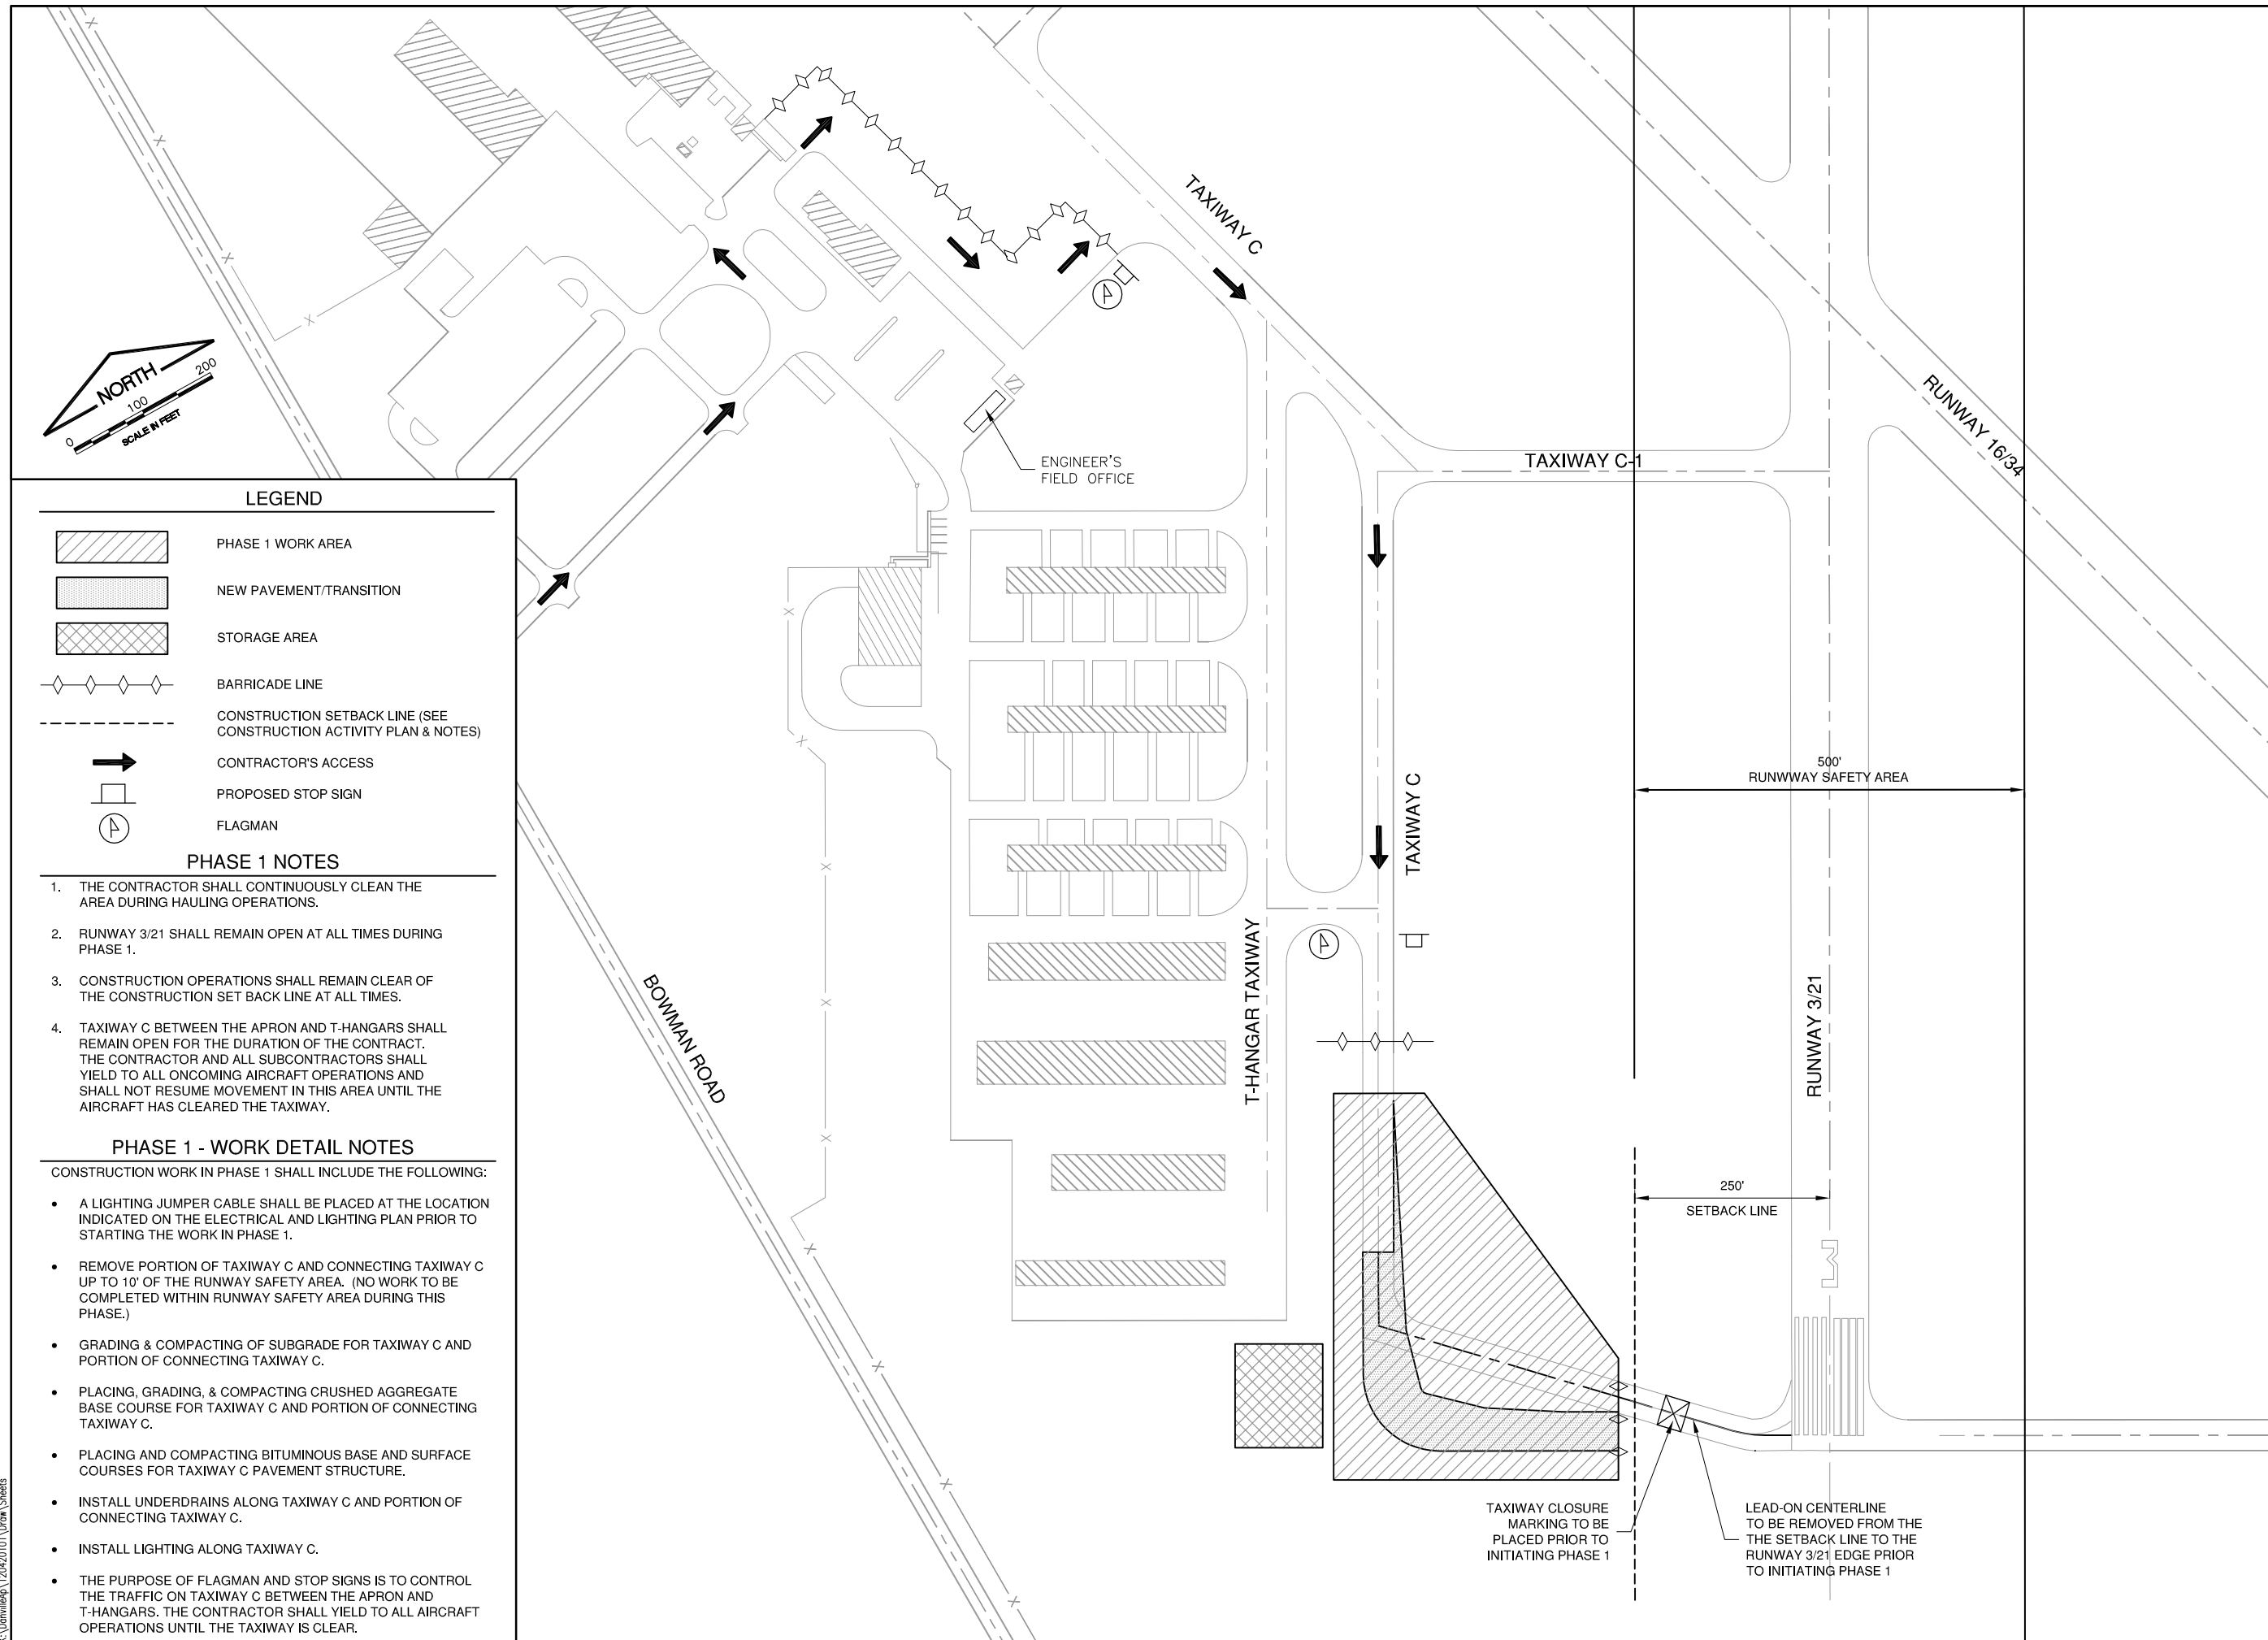 TAXIWAY C
NORTH
0 100 200
SCALE IN FEET
RUNWAY 16/34
TAXIWAY C-1
ENGINEER'S
FIELD OFFICE
LEGEND
PHASE 1 WORK AREA
NEW PAVEMENT/TRANSITION
STORAGE AREA
BARRICADE LINE
CONSTRUCTION SETBACK LINE (SEE
CONSTRUCTION ACTIVITY PLAN & NOTES)
CONTRACTOR'S ACCESS
PROPOSED STOP SIGN
FLAGMAN
PHASE 1 NOTES
1. THE CONTRACTOR SHALL CONTINUOUSLY CLEAN THE
AREA DURING HAULING OPERATIONS.
2. RUNWAY 3/21 SHALL REMAIN OPEN AT ALL TIMES DURING
PHASE 1.
3. CONSTRUCTION OPERATIONS SHALL REMAIN CLEAR OF
THE CONSTRUCTION SET BACK LINE AT ALL TIMES.
4. TAXIWAY C BETWEEN THE APRON AND T-HANGARS SHALL
REMAIN OPEN FOR THE DURATION OF THE CONTRACT.
THE CONTRACTOR AND ALL SUBCONTRACTORS SHALL
YIELD TO ALL ONCOMING AIRCRAFT OPERATIONS AND
SHALL NOT RESUME MOVEMENT IN THIS AREA UNTIL THE
AIRCRAFT HAS CLEARED THE TAXIWAY.
PHASE 1 - WORK DETAIL NOTES
CONSTRUCTION WORK IN PHASE 1 SHALL INCLUDE THE FOLLOWING:
• A LIGHTING JUMPER CABLE SHALL BE PLACED AT THE LOCATION
INDICATED ON THE ELECTRICAL AND LIGHTING PLAN PRIOR TO
STARTING THE WORK IN PHASE 1.
• REMOVE PORTION OF TAXIWAY C AND CONNECTING TAXIWAY C
UP TO 10' OF THE RUNWAY SAFETY AREA. (NO WORK TO BE
COMPLETED WITHIN RUNWAY SAFETY AREA DURING THIS
PHASE.)
• GRADING & COMPACTING OF SUBGRADE FOR TAXIWAY C AND
PORTION OF CONNECTING TAXIWAY C.
• PLACING, GRADING, & COMPACTING CRUSHED AGGREGATE
BASE COURSE FOR TAXIWAY C AND PORTION OF CONNECTING
TAXIWAY C.
• PLACING AND COMPACTING BITUMINOUS BASE AND SURFACE
COURSES FOR TAXIWAY C PAVEMENT STRUCTURE.
• INSTALL UNDERDRAINS ALONG TAXIWAY C AND PORTION OF
CONNECTING TAXIWAY C.
• INSTALL LIGHTING ALONG TAXIWAY C.
• THE PURPOSE OF FLAGMAN AND STOP SIGNS IS TO CONTROL
THE TRAFFIC ON TAXIWAY C BETWEEN THE APRON AND
T-HANGARS. THE CONTRACTOR SHALL YIELD TO ALL AIRCRAFT
OPERATIONS UNTIL THE TAXIWAY IS CLEAR.
500'
RUNWWAY SAFETY AREA
TAXIWAY C
T-HANGAR TAXIWAY
BOWMAN ROAD
RUNWAY 3/21
250'
SETBACK LINE
3
TAXIWAY CLOSURE
MARKING TO BE
PLACED PRIOR TO
INITIATING PHASE 1
LEAD-ON CENTERLINE
TO BE REMOVED FROM THE
THE SETBACK LINE TO THE
RUNWAY 3/21 EDGE PRIOR
TO INITIATING PHASE 1